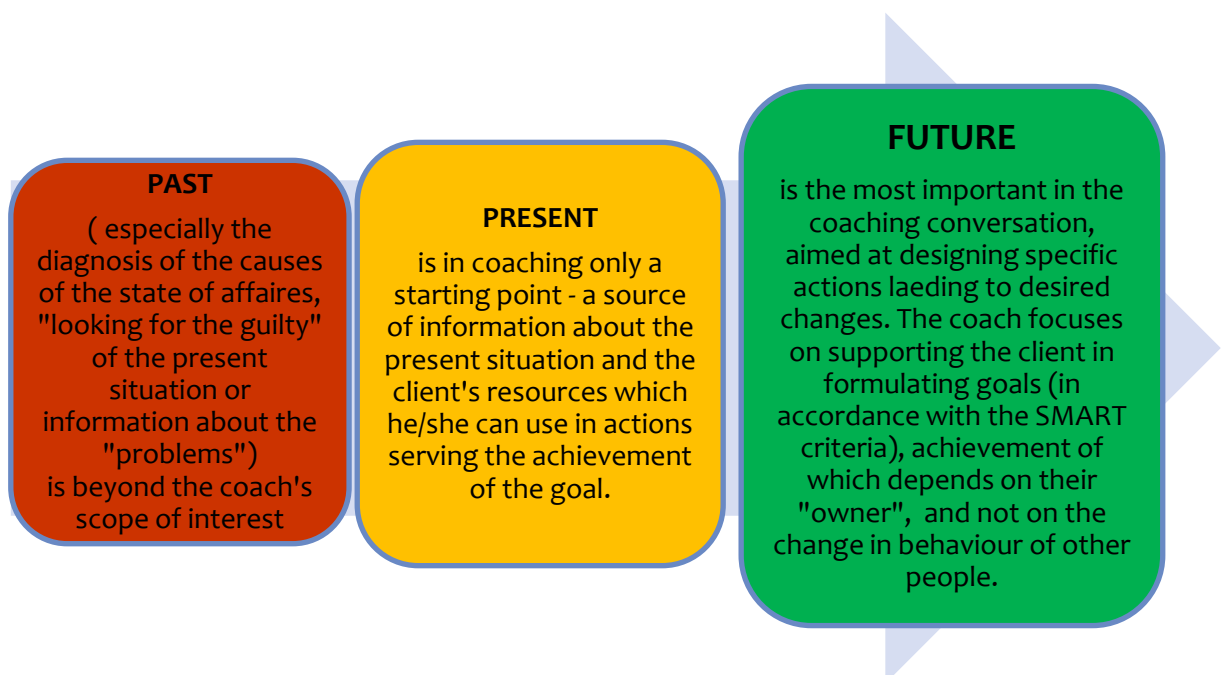 PAST
( especially the
diagnosis of the causes
of the state of affaires,
"looking for the guilty"
of the present
situation or
information about the
"problems")
is beyond the coach's
scope of interest
PRESENT
is in coaching only a
starting point - a source
of information about the
present situation and the
client's resources which
he/she can use in actions
serving the achievement
of the goal.
FUTURE
is the most important in the
coaching conversation,
aimed at designing specific
actions laeding to desired
changes. The coach focuses
on supporting the client in
formulating goals (in
accordance with the SMART
criteria), achievement of
which depends on their
"owner",  and not on the
change in behaviour of other
people.